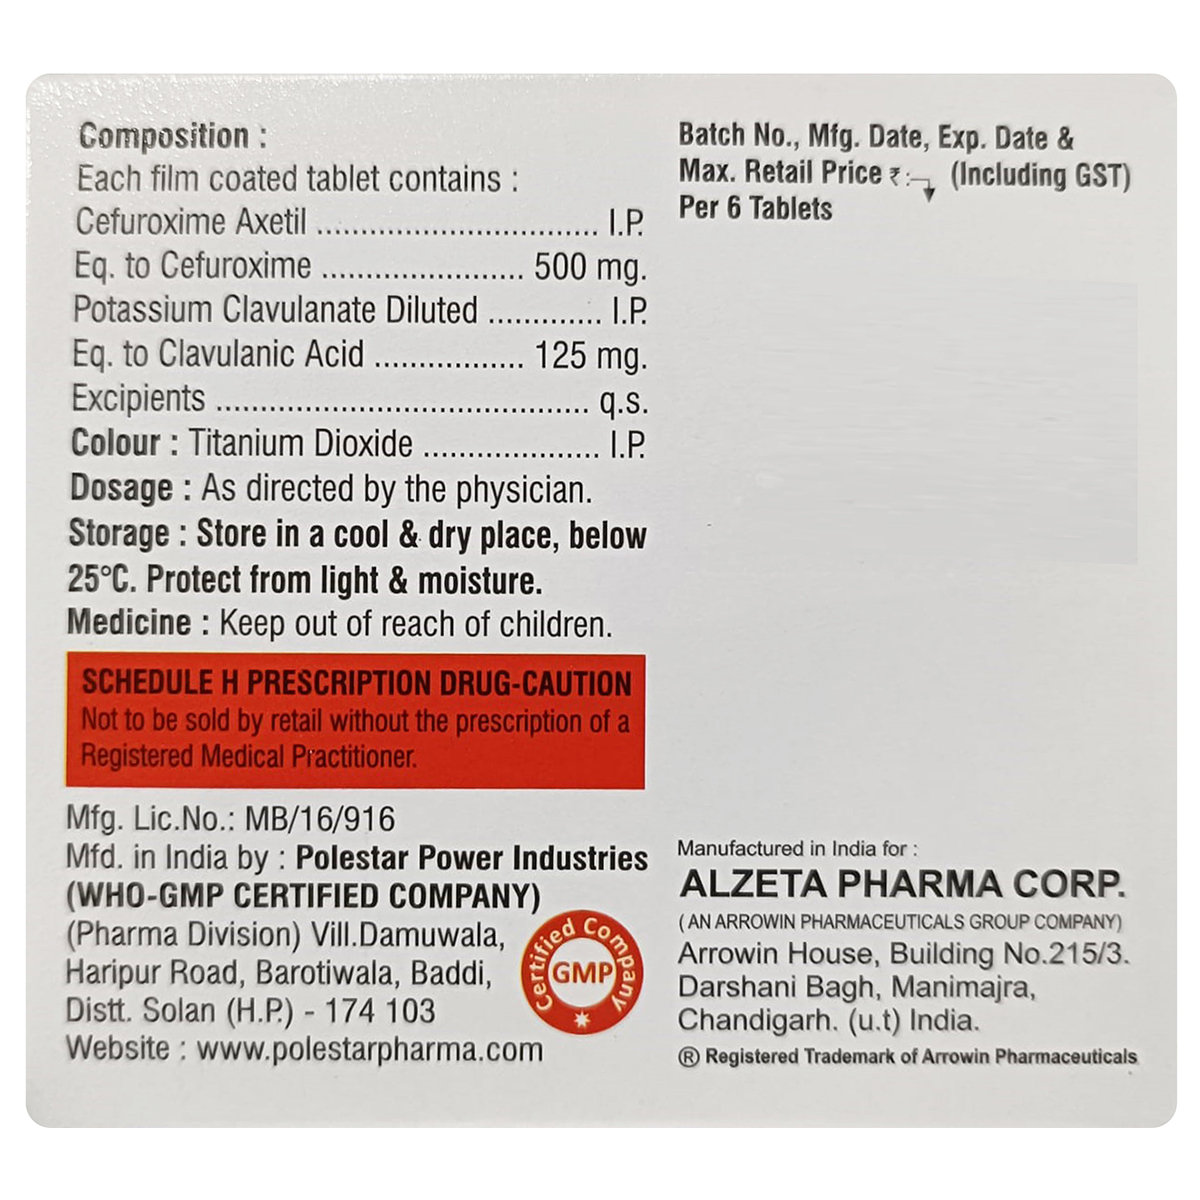 Composition :
Each film coated tablet contains :
Cefuroxime Axetil ................................ I.P.
Eq. to Cefuroxime ....................... 500 mg.
Potassium Clavulanate Diluted ............. I.P.
Eq. to Clavulanic Acid ................. 125 mg.
Excipients .......................................... q.s.
Colour : Titanium Dioxide .................... I.P.
Dosage : As directed by the physician.
Storage : Store in a cool & dry place, below
25°C. Protect from light & moisture.
Medicine : Keep out of reach of children.
SCHEDULE H PRESCRIPTION DRUG-CAUTION
Not to be sold by retail without the prescription of a
Registered Medical Practitioner.
Mfg. Lic.No.: MB/16/916
Mfd. in India by : Polestar Power Industries
(WHO-GMP CERTIFIED COMPANY)
(Pharma Division) Vill.Damuwala,
Haripur Road, Barotiwala, Baddi,
Distt. Solan (H.P.) - 174 103
Website : www.polestarpharma.com
Certified Company
GMP
Batch No., Mfg. Date, Exp. Date &
Max. Retail Price ₹ :- (Including GST)
Per 6 Tablets
Manufactured in India for :
ALZETA PHARMA CORP.
( AN ARROWIN PHARMACEUTICALS GROUP COMPANY)
Arrowin House, Building No.215/3.
Darshani Bagh, Manimajra,
Chandigarh. (u.t) India.
® Registered Trademark of Arrowin Pharmaceuticals